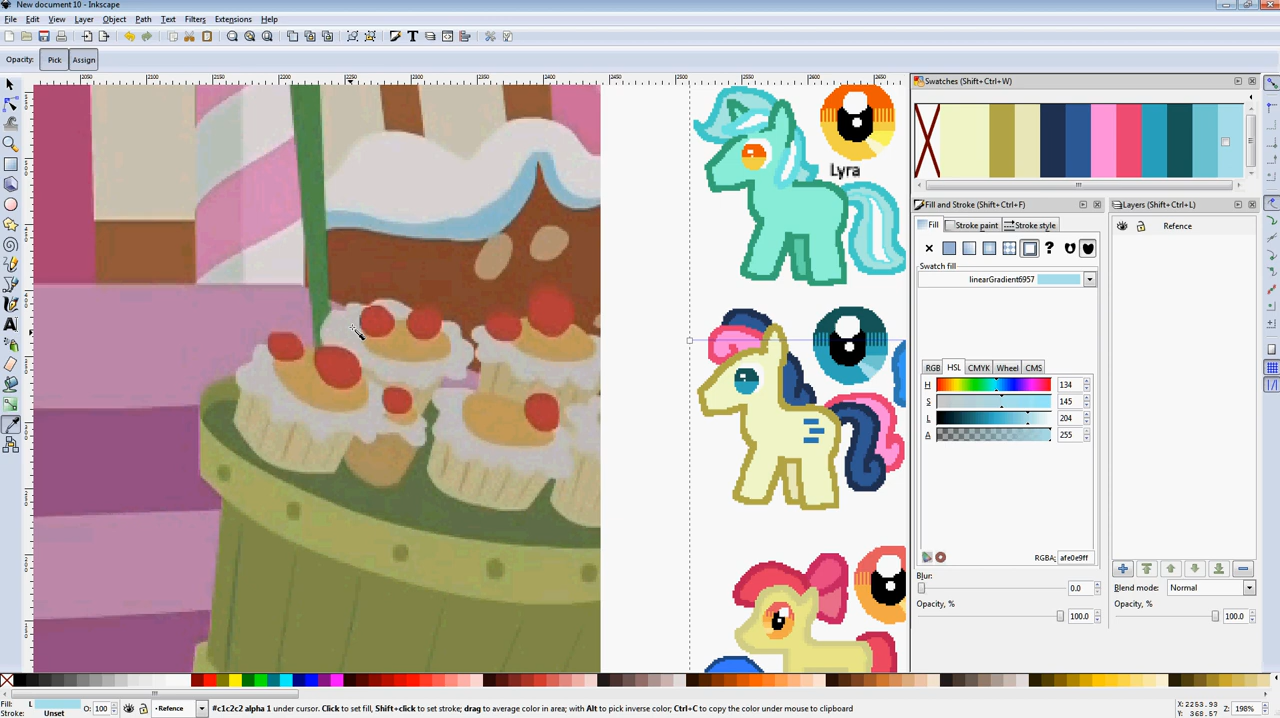 New document 10 - Inkscape
File Edit View Layer Object Path Text Filters Extensions Help
Opacity: Pick Assign
Swatches (Shift+Ctrl+W)
Fill and Stroke (Shift+Ctrl+F)
Layers (Shift+Ctrl+L)
Fill Stroke paint Stroke style
Refence
?
Swatch fill
linearGradient6957
Lyra
RGB HSL CMYK Wheel CMS
H 134
S 145
L 204
A 255
RGBA: afe0e9ff
Blur:
0.0
Blend mode: Normal
Opacity, %
100.0
Opacity, %
100.0
Fill:
Stroke: Unset
O: 100
Refence
#c1c2c2 alpha 1 under cursor. Click to set fill, Shift+click to set stroke; drag to average color in area; with Alt to pick inverse color; Ctrl+C to copy the color under mouse to clipboard
X: 2253.93
Y: 368.57
Z: 198%